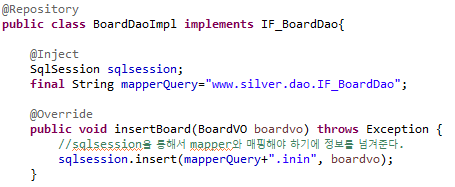 @Repository
public class BoardDaoImpl implements IF_BoardDao{
@Inject
SqlSession sqlsession;
final String mapperQuery="www.silver.dao.IF_BoardDao";
@Override
public void insertBoard(BoardVO boardvo) throws Exception {
//sqlsession을 통해서 mapper와 매핑해야 하기에 정보를 넘겨준다.
sqlsession.insert(mapperQuery+".inin", boardvo);
}